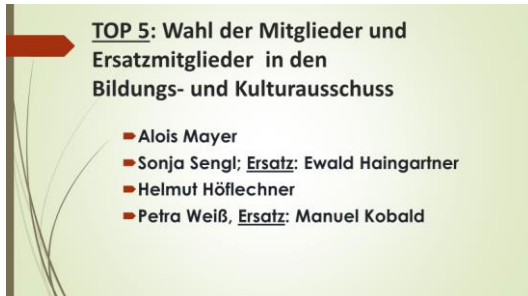 TOP 5: Wahl der Mitglieder und
Ersatzmitglieder in den
Bildungs- und Kulturausschuss
Alois Mayer
Sonja Sengl; Ersatz: Ewald Haingartner
Helmut Höflechner
Petra Weiß, Ersatz: Manuel Kobald